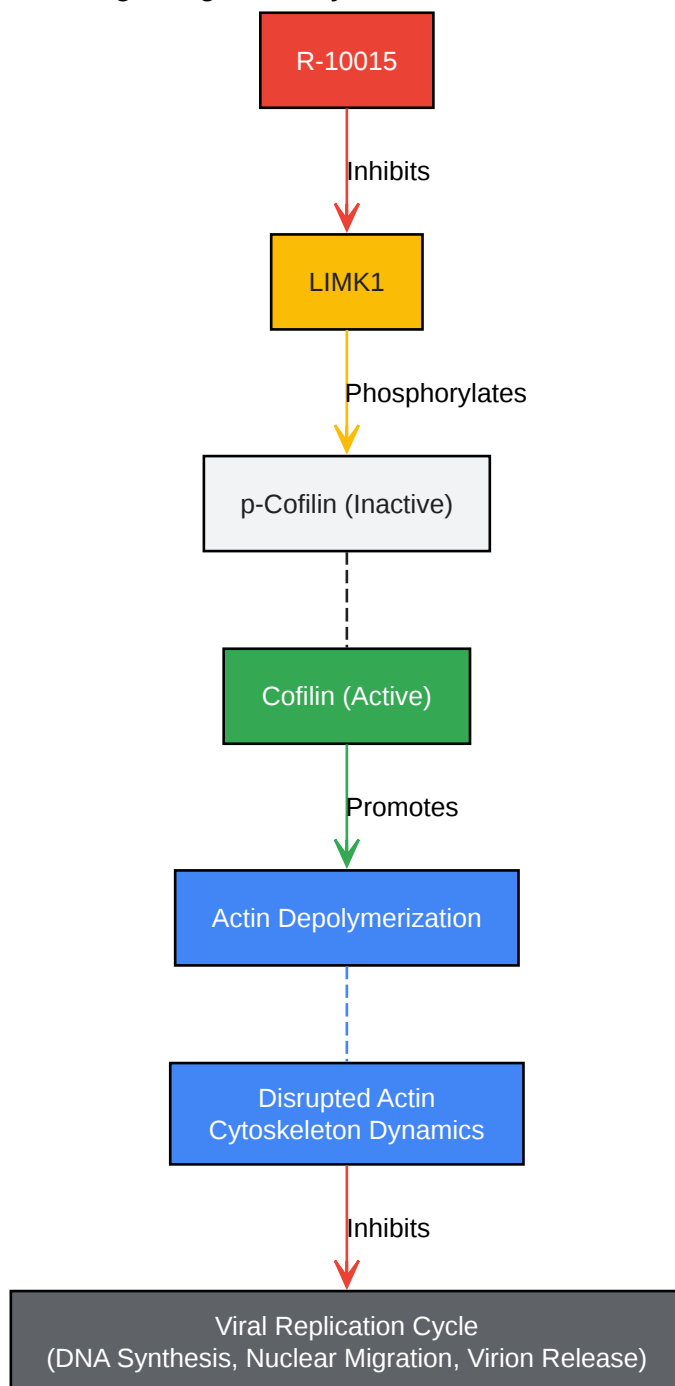 R-10015
Inhibits
LIMK1
Phosphorylates
p-Cofilin (Inactive)
Cofilin (Active)
Promotes
Actin Depolymerization
Disrupted Actin
Cytoskeleton Dynamics
Inhibits
Viral Replication Cycle
(DNA Synthesis, Nuclear Migration, Virion Release)